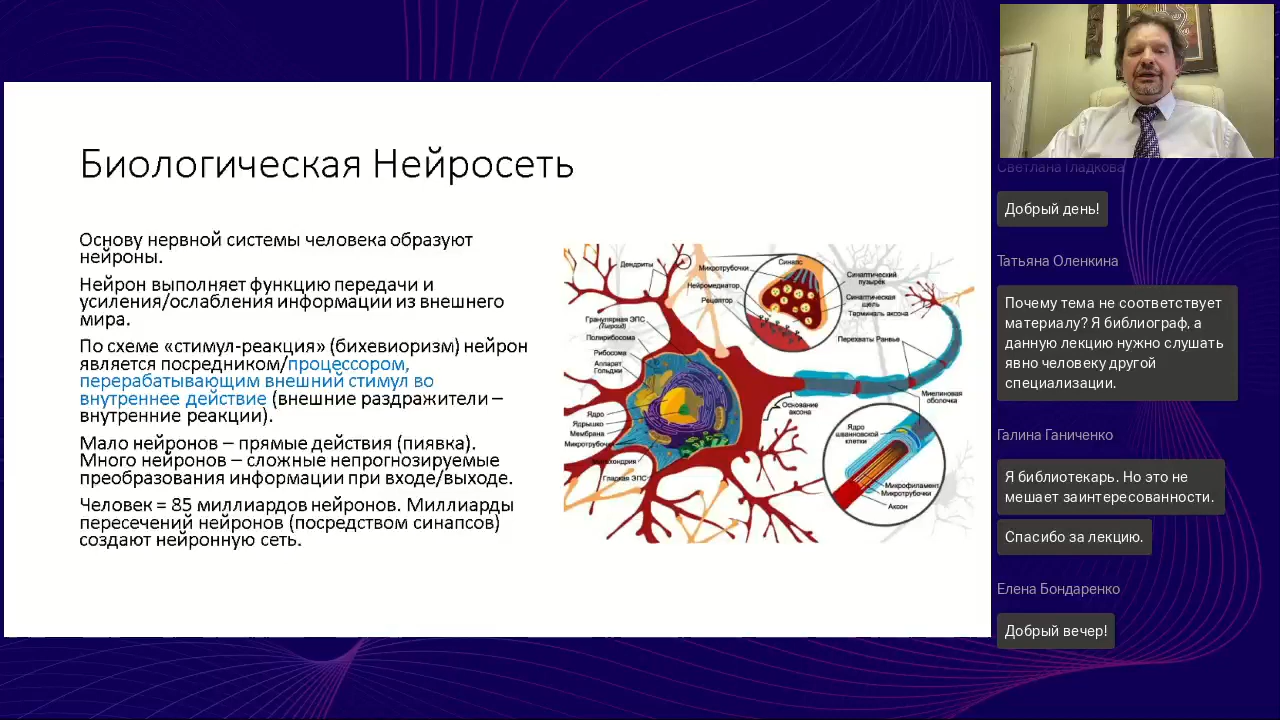 Биологическая Нейросеть
Основу нервной системы человека образуют
нейроны.
Нейрон выполняет функцию передачи и
усиления/ослабления информации из внешнего
мира.
По схеме «стимул-реакция» (бихевиоризм) нейрон
является посредником/процессором,
перерабатывающим внешний стимул во
внутреннее действие (внешние раздражители –
внутренние реакции).
Мало нейронов – прямые действия (пиявка).
Много нейронов – сложные непрогнозируемые
преобразования информации при входе/выходе.
Человек = 85 миллиардов нейронов. Миллиарды
пересечений нейронов (посредством синапсов)
создают нейронную сеть.
Дендриты
Микротрубочки
Нейромедиатор
Рецептор
Синапс
Синаптический
пузырёк
Синаптическая
щель
Терминаль аксона
Гранулярная ЭПС
(Тигроид)
Полирибосома
Рибосома
Аппарат
Гольджи
Ядро
Ядрышко
Мембрана
Микротрубочк
Гладкая ЭПС
Перехваты Ранвье
Миелиновая
оболочка
Основание
аксона
Ядро
шванновской
клетки
Микрофиламент
Микротрубочки
Аксон
Светлана Гладкова
Добрый день!
Татьяна Оленкина
Почему тема не соответствует
материалу? Я библиограф, а
данную лекцию нужно слушать
явно человеку другой
специализации.
Галина Ганиченко
Я библиотекарь. Но это не
мешает заинтересованности.
Спасибо за лекцию.
Елена Бондаренко
Добрый вечер!